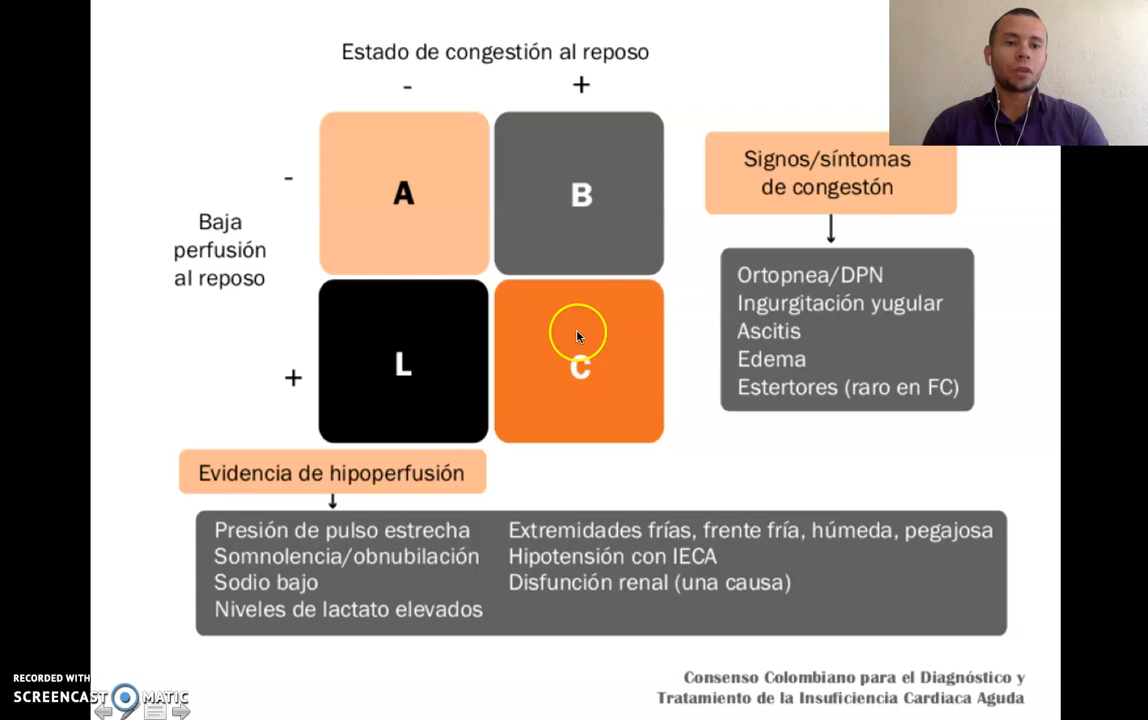 Estado de congestión al reposo
- +
-
A B
Baja
perfusión
al reposo
+
L C
Signos/síntomas
de congestón
Ortopnea/DPN
Ingurgitación yugular
Ascitis
Edema
Estertores (raro en FC)
Evidencia de hipoperfusión
Presión de pulso estrecha
Somnolencia/obnubilación
Sodio bajo
Niveles de lactato elevados
Extremidades frías, frente fría, húmeda, pegajosa
Hipotensión con IECA
Disfunción renal (una causa)
Consenso Colombiano para el Diagnóstico y
Tratamiento de la Insuficiencia Cardiaca Aguda
RECORDED WITH
SCREENCAST MATIC